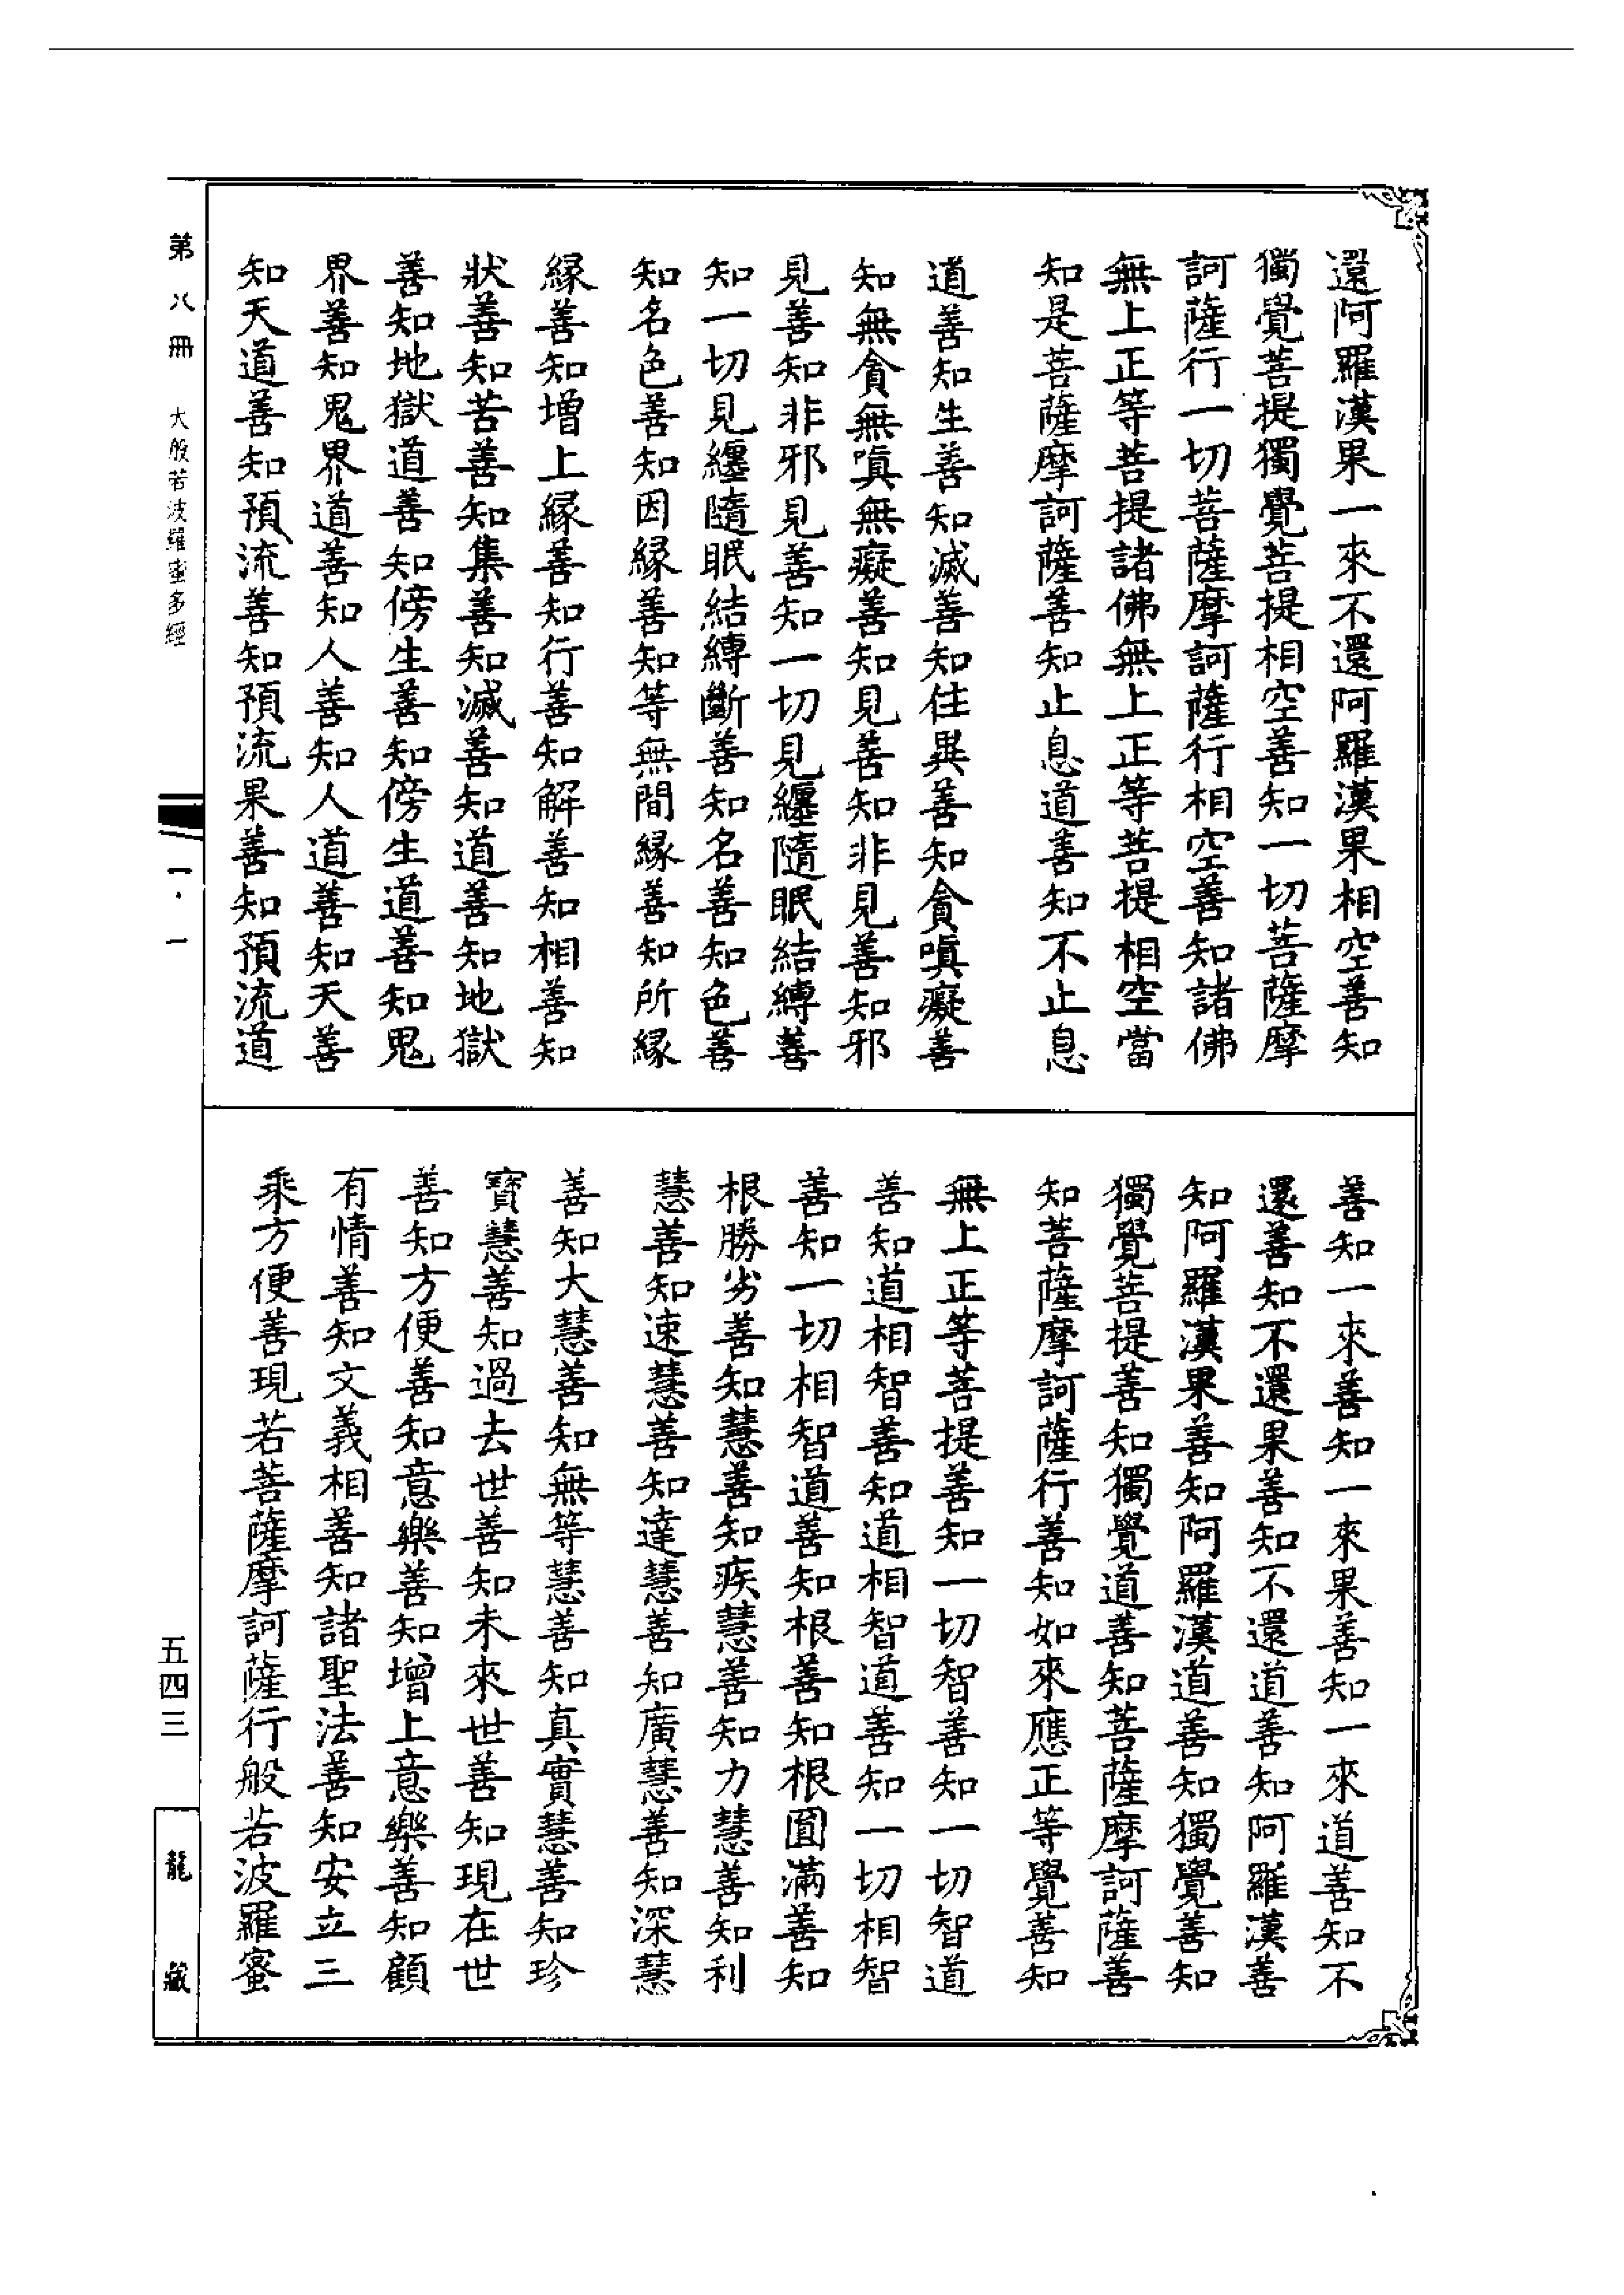 還阿羅漢果一來不還阿羅漢果相空善知
獨覺菩提獨覺菩提相空善知一切菩薩摩
訶薩行一切菩薩摩訶薩行相空善知諸佛
無上正等菩提諸佛無上正等菩提相空當
知是菩薩摩訶薩善知止息道善知不止息
道善知生善知滅善知住異善知貪嗔癡善
知無貪無嗔無癡善知見善知非見善知邪
見善知非邪見善知一切見纏隨眠結縛善
知一切見纏隨眠結縛斷善知名善知色善
知名色善知因緣善知等無間緣善知所緣
緣善知增上緣善知行善知解善知相善知
狀善知苦善知集善知滅善知道善知地獄
善知地獄道善知傍生善知傍生道善知鬼
界善知鬼界道善知人善知人道善知天善
知天道善知預流善知預流果善知預流道
善知一來善知一來果善知一來道善知不
還善知不還果善知不還道善知阿羅漢善
知阿羅漢果善知阿羅漢道善知獨覺善知
獨覺菩提善知獨覺道善知菩薩摩訶薩善
知菩薩摩訶薩行善知如來應正等覺善知
無上正等菩提善知一切智善知一切智道
善知道相智善知道相智道善知一切相智
善知一切相智道善知根善知根圓滿善知
根勝劣善知慧善知疾慧善知力慧善知利
慧善知速慧善知達慧善知廣慧善知深慧
善知大慧善知無等慧善知真實慧善知珍
寶慧善知過去世善知未來世善知現在世
善知方便善知意樂善知增上意樂善知顧
有情善知文義相善知諸聖法善知安立三
乘方便善現若菩薩摩訶薩行般若波羅蜜
第八冊 大般若波羅蜜多經
一·一
五四三
龍藏